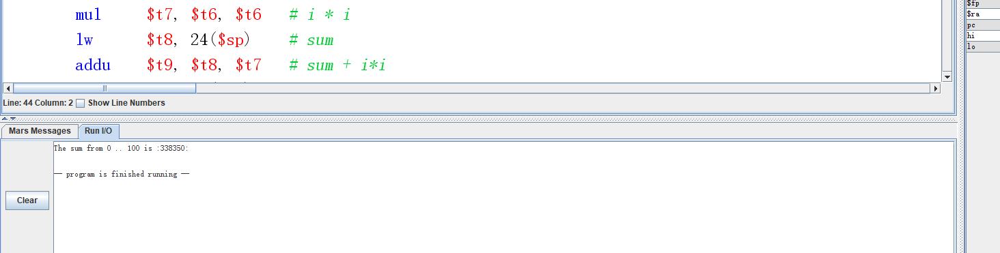 mul $t7, $t6, $t6 # i * i
lw $t8, 24($sp) # sum
addu $t9, $t8, $t7 # sum + i*i
Line: 44 Column: 2 Show Line Numbers
Mars Messages Run I/O
The sum from 0 .. 100 is :338350:
-- program is finished running --
Clear
$fp
$ra
pc
hi
lo